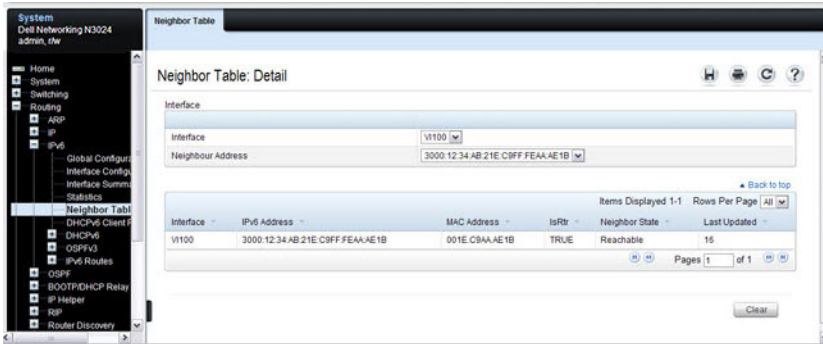 System
Dell Networking N3024
admin, r/w
Neighbor Table
Home
System
Switching
Routing
ARP
IP
IPv6
Global Configura
Interface Configu
Interface Summa
Statistics
Neighbor Tabl
DHCPv6 Client P
DHCPv6
OSPFv3
IPv6 Routes
OSPF
BOOTP/DHCP Relay
IP Helper
RIP
Router Discovery
Neighbor Table: Detail
Interface
Interface Vl100
Neighbour Address 3000:12:34:AB:21E:C9FF:FEAA:AE1B
Back to top
Items Displayed 1-1 Rows Per Page All
Interface IPv6 Address MAC Address IsRtr Neighbor State Last Updated
Vl100 3000:12:34:AB:21E:C9FF:FEAA:AE1B 001E.C9AA.AE1B TRUE Reachable 16
Pages 1 of 1
Clear